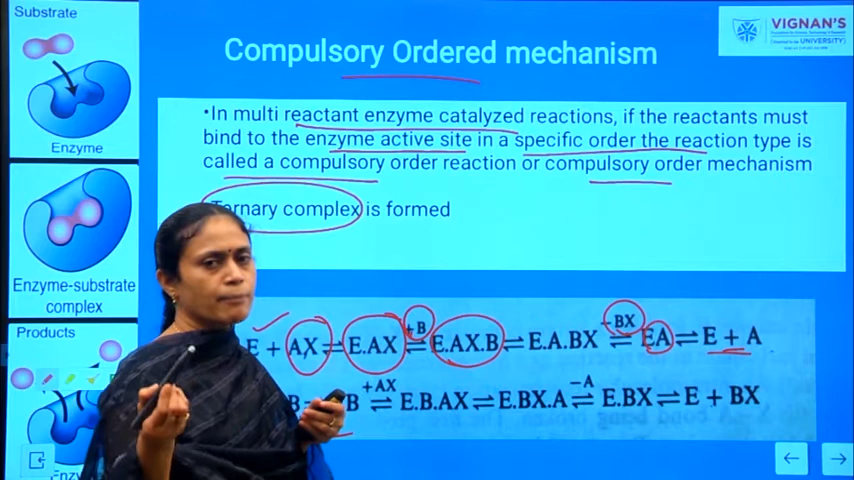 Substrate
Enzyme
Enzyme-substrate
complex
Products
VIGNAN'S
UNIVERSITY
Compulsory Ordered mechanism
•In multi reactant enzyme catalyzed reactions, if the reactants must
bind to the enzyme active site in a specific order the reaction type is
called a compulsory order reaction or compulsory order mechanism
Ternary complex is formed
E + AX ⇌ E.AX +B ⇌ E.AX.B ⇌ E.A.BX −BX ⇌ EA ⇌ E + A
B +AX ⇌ E.B.AX ⇌ E.BX.A −A ⇌ E.BX ⇌ E + BX